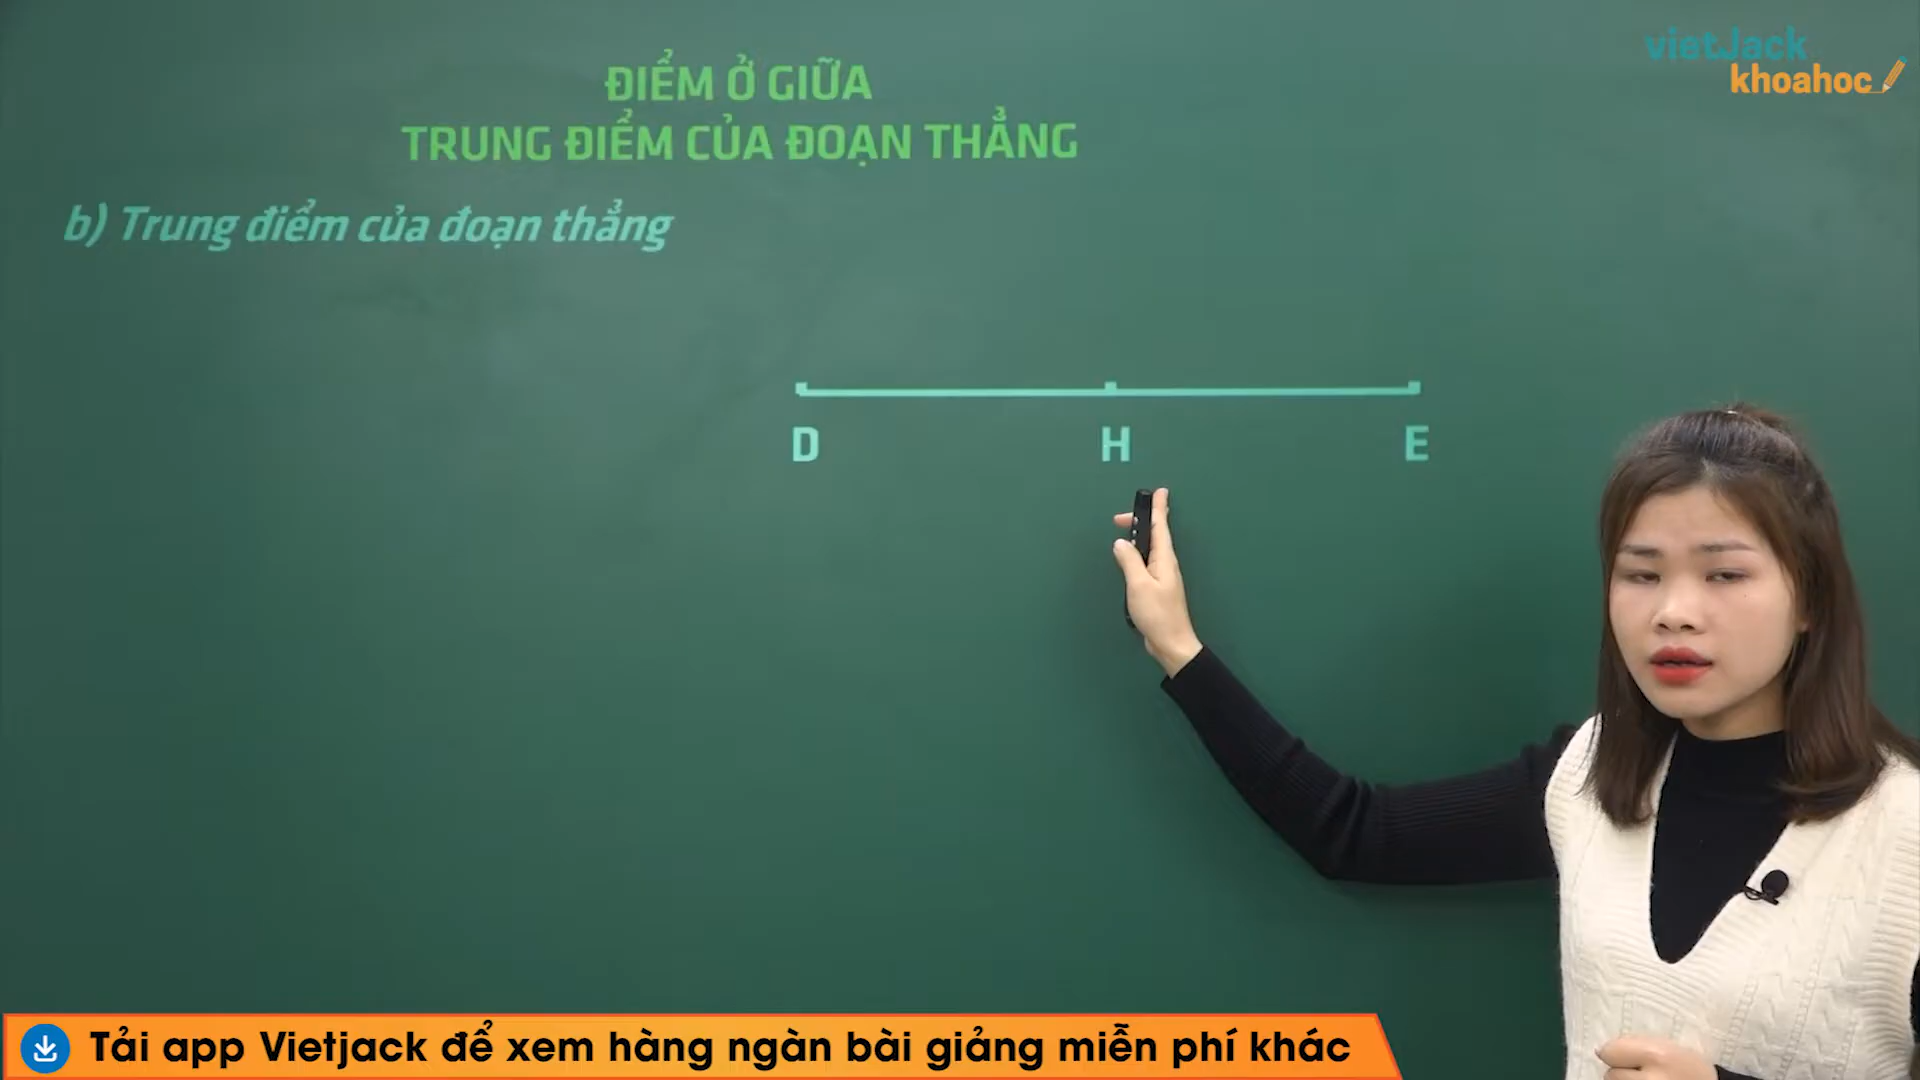 vietJack
khoahoc
ĐIỂM Ở GIỮA
TRUNG ĐIỂM CỦA ĐOẠN THẲNG
b) Trung điểm của đoạn thẳng
D H E
Tải app Vietjack để xem hàng ngàn bài giảng miễn phí khác